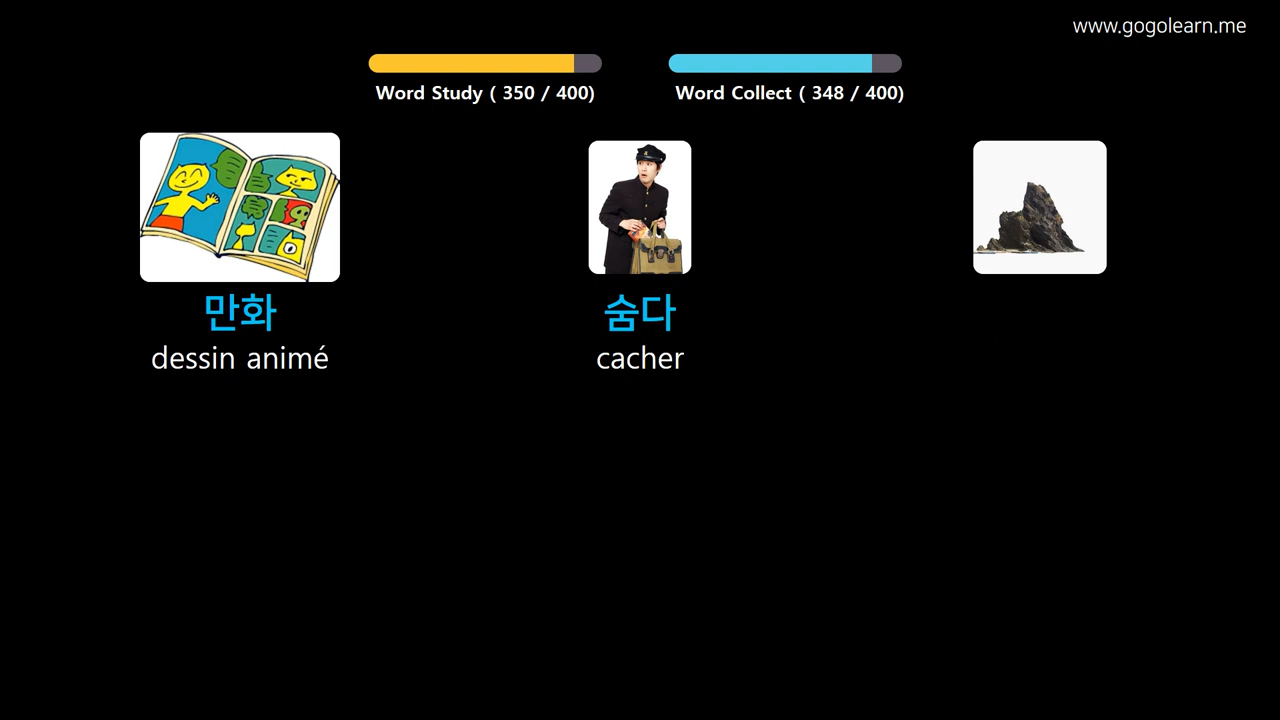 www.gogolearn.me
Word Study ( 350 / 400)
Word Collect ( 348 / 400)
만화
숨다
dessin animé
cacher